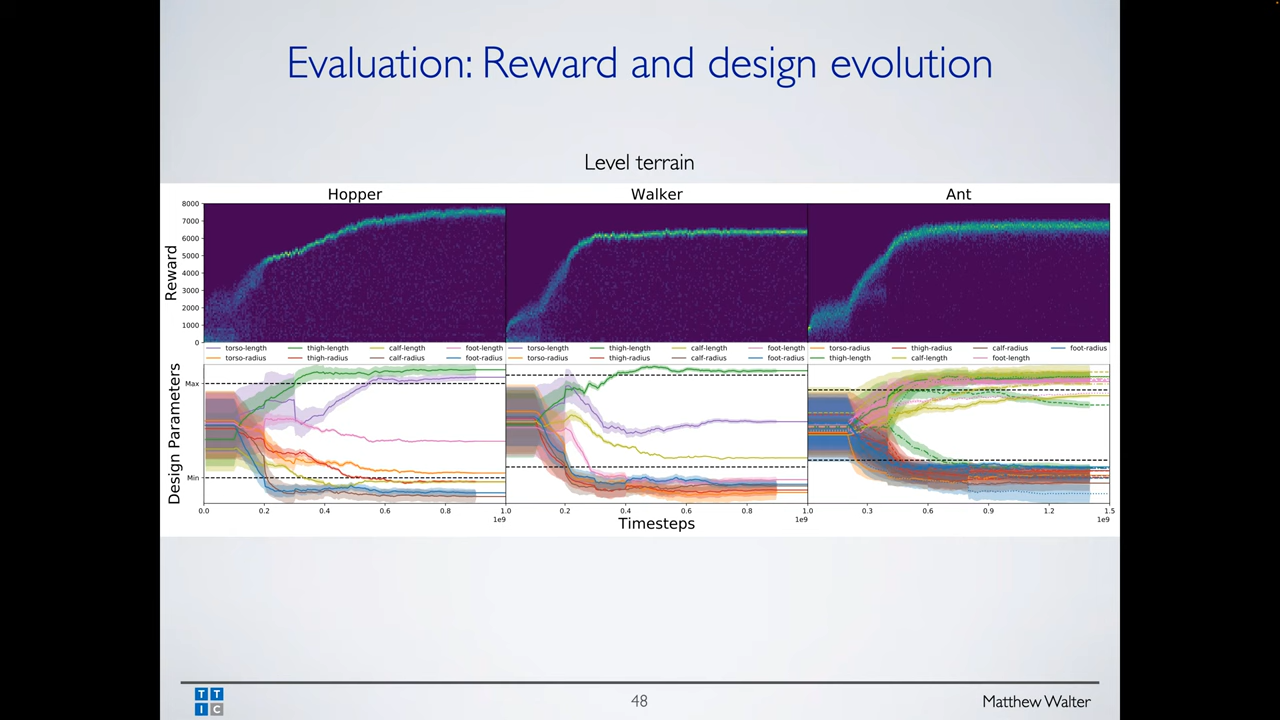 Evaluation: Reward and design evolution
Level terrain
Hopper Walker Ant
Reward
8000
7000
6000
5000
4000
3000
2000
1000
0
torso-length thigh-length calf-length foot-length torso-length thigh-length calf-length foot-length torso-radius thigh-radius calf-radius foot-radius
torso-radius thigh-radius calf-radius foot-radius torso-radius thigh-radius calf-radius foot-radius thigh-length calf-length foot-length
Design Parameters
Max
Min
0.0 0.2 0.4 0.6 0.8 1.0 0.2 0.4 0.6 0.8 1.0 0.3 0.6 0.9 1.2 1.5
1e9 1e9 1e9
Timesteps
TTIC
48
Matthew Walter